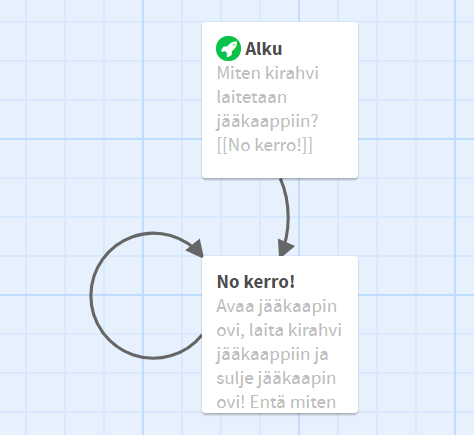 Alku
Miten kirahvi
laitetaan
jääkaappiin?
[[No kerro!]]
No kerro!
Avaa jääkaapin
ovi, laita kirahvi
jääkaappiin ja
sulje jääkaapin
ovi! Entä miten